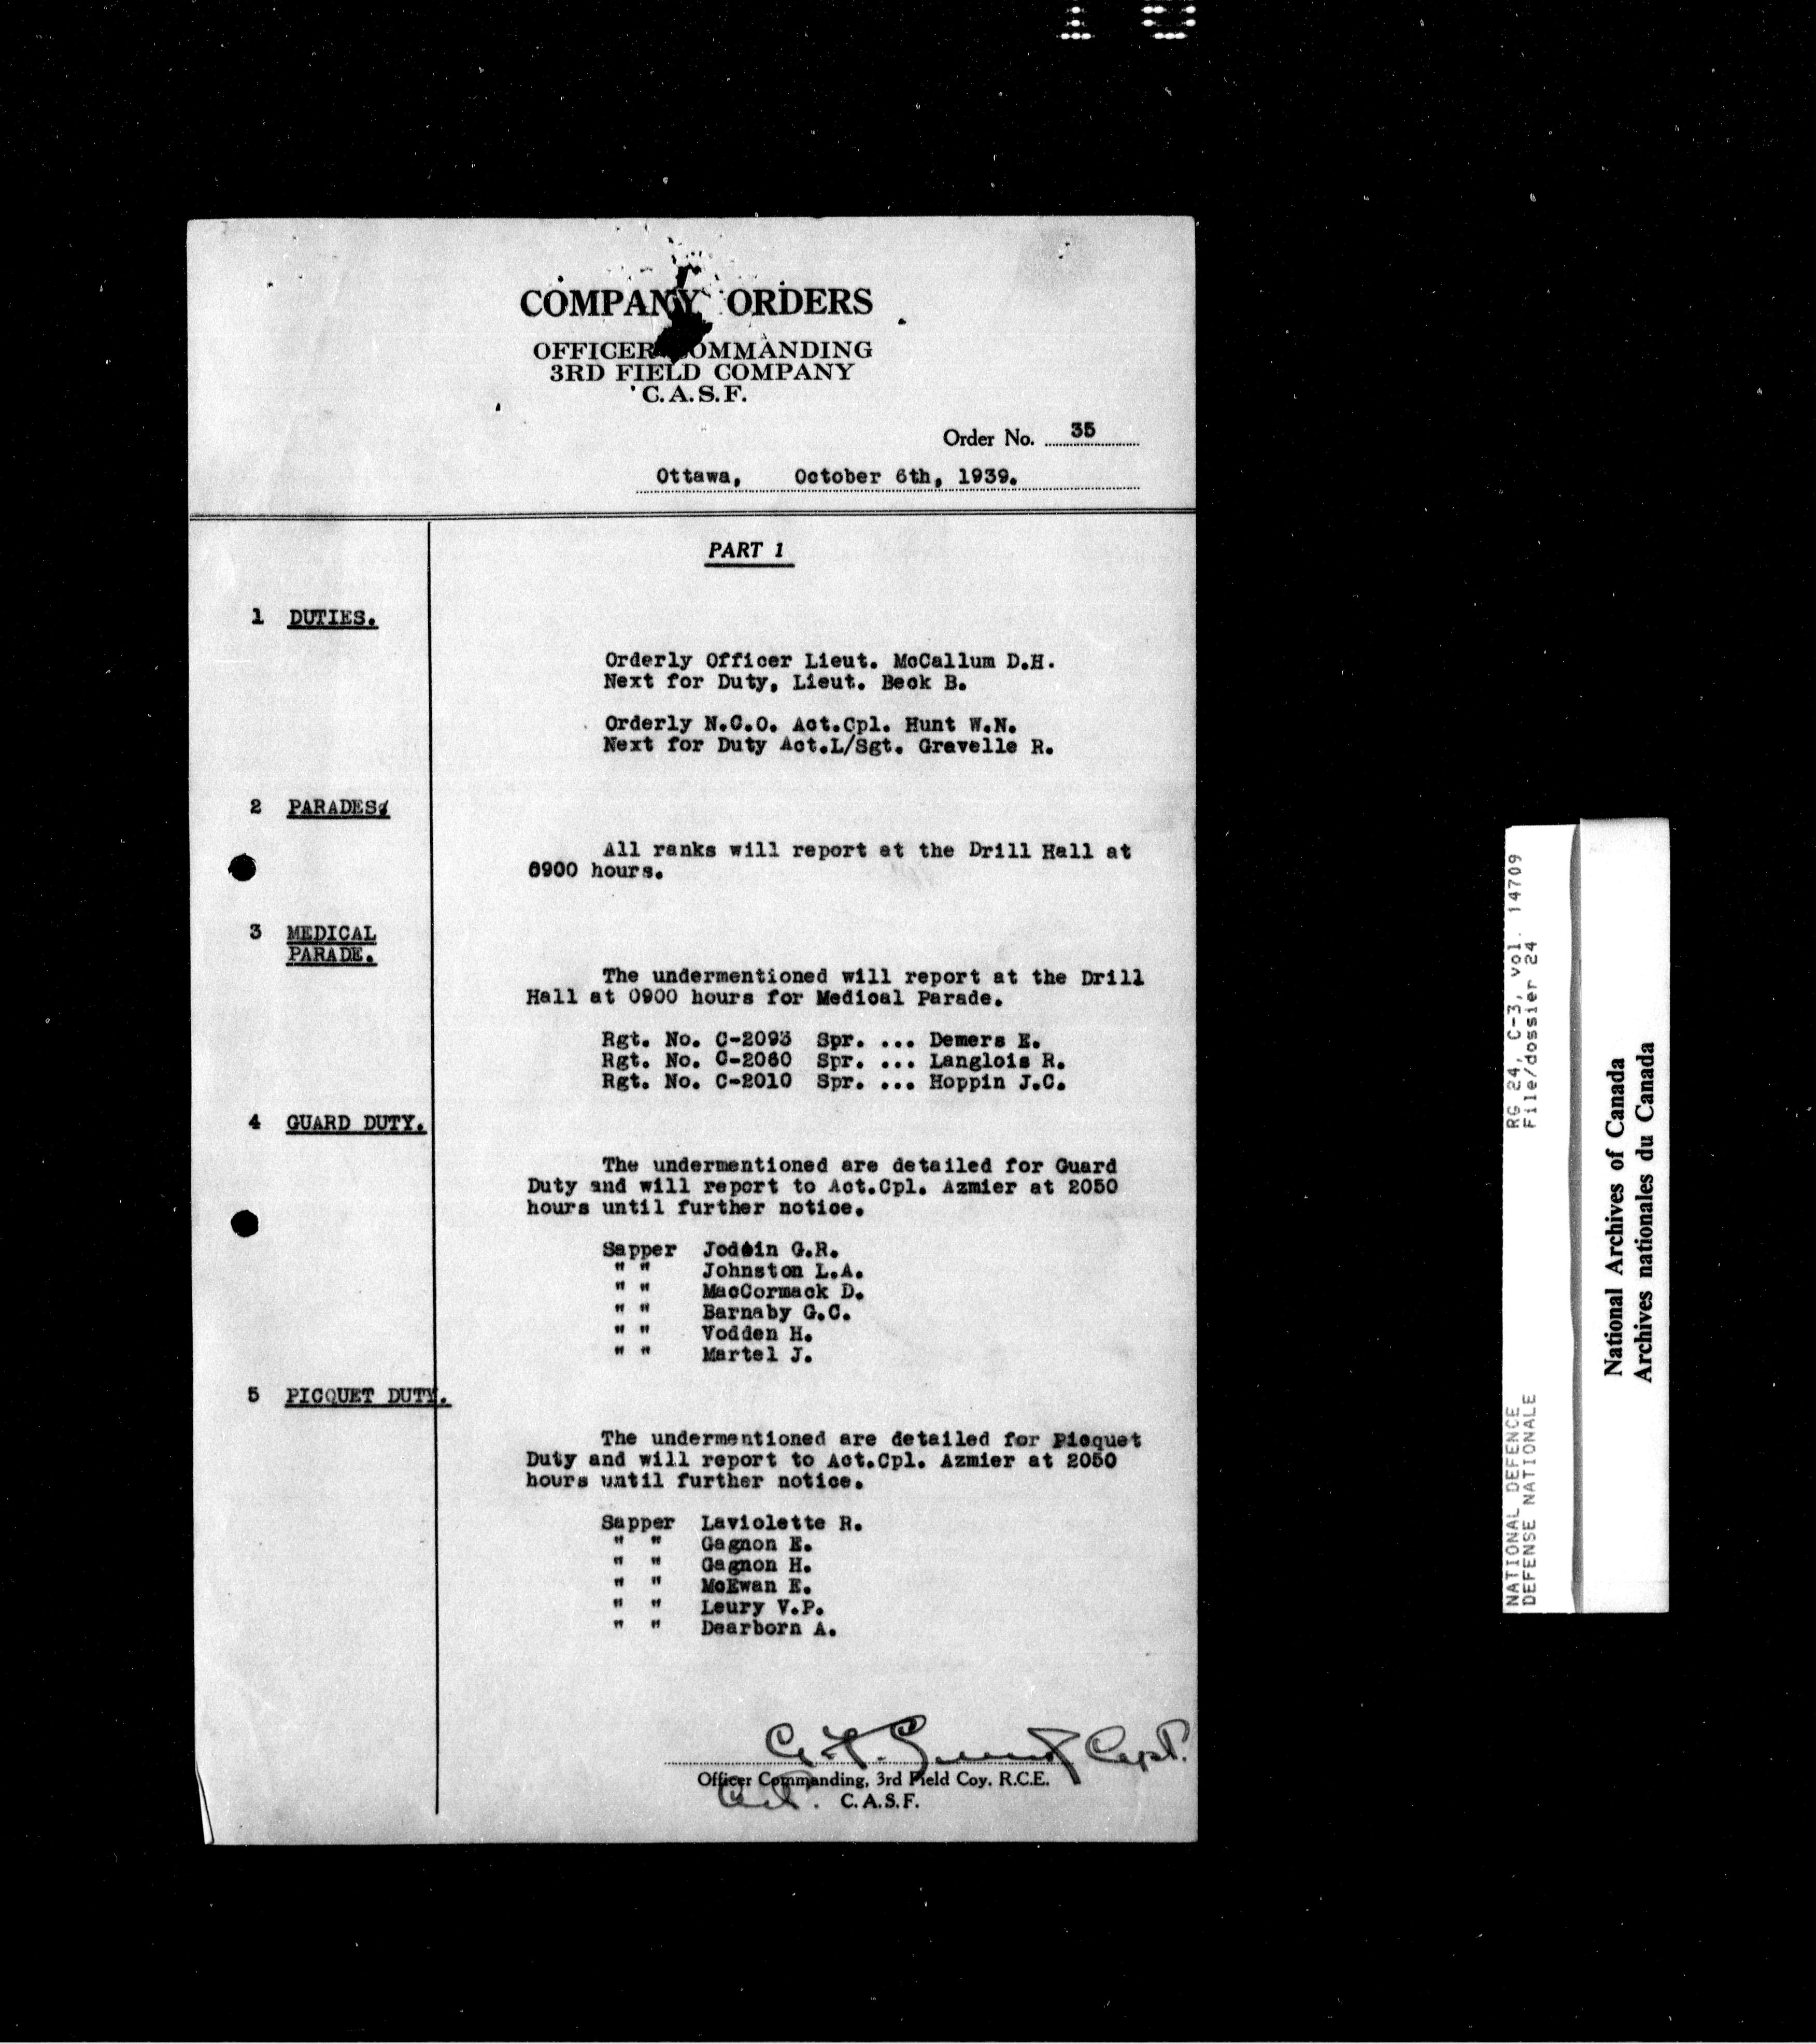 COMPANY ORDERS
OFFICER COMMANDING
3RD FIELD COMPANY
C.A.S.F.
Order No. 35
Ottawa, October 6th, 1939.
PART 1
1 DUTIES.
Orderly Officer Lieut. McCallum D.H.
Next for Duty, Lieut. Beck B.
Orderly N.C.O. Act.Cpl. Hunt W.N.
Next for Duty Act.L/Sgt. Gravelle R.
2 PARADES.
All ranks will report at the Drill Hall at
0900 hours.
3 MEDICAL
PARADE.
The undermentioned will report at the Drill
Hall at 0900 hours for Medical Parade.
Rgt. No. C-2093 Spr. ... Demers E.
Rgt. No. C-2060 Spr. ... Langlois R.
Rgt. No. C-2010 Spr. ... Hoppin J.C.
4 GUARD DUTY.
The undermentioned are detailed for Guard
Duty and will report to Act.Cpl. Azmier at 2050
hours until further notice.
Sapper Jodoin G.R.
" " Johnston L.A.
" " MacCormack D.
" " Barnaby G.C.
" " Vodden H.
" " Martel J.
5 PICQUET DUTY.
The undermentioned are detailed for Picquet
Duty and will report to Act.Cpl. Azmier at 2050
hours until further notice.
Sapper Laviolette R.
" " Gagnon E.
" " Gagnon H.
" " McEwan E.
" " Leury V.P.
" " Dearborn A.
Capt.
Officer Commanding, 3rd Field Coy. R.C.E.
C.A.S.F.
NATIONAL DEFENCE RG 24, C-3, vol. 14709
DEFENSE NATIONALE File/dossier 24
National Archives of Canada
Archives nationales du Canada